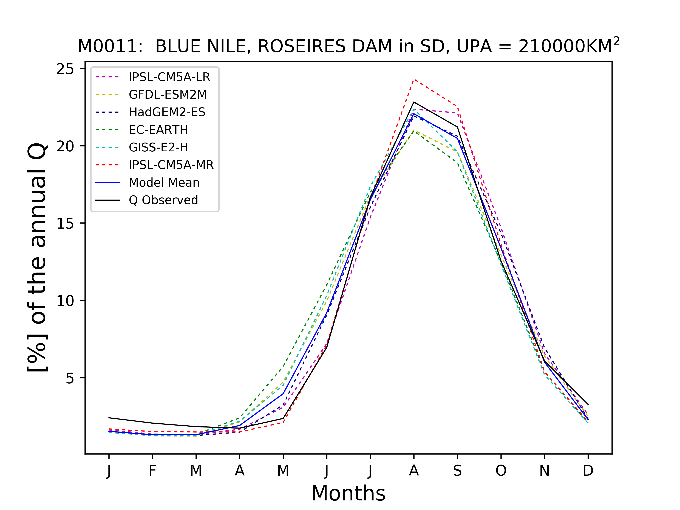 M0011:  BLUE NILE, ROSEIRES DAM in SD, UPA = 210000KM²
25
20
15
10
5
[%] of the annual Q
IPSL-CM5A-LR
GFDL-ESM2M
HadGEM2-ES
EC-EARTH
GISS-E2-H
IPSL-CM5A-MR
Model Mean
Q Observed
J F M A M J J A S O N D
Months